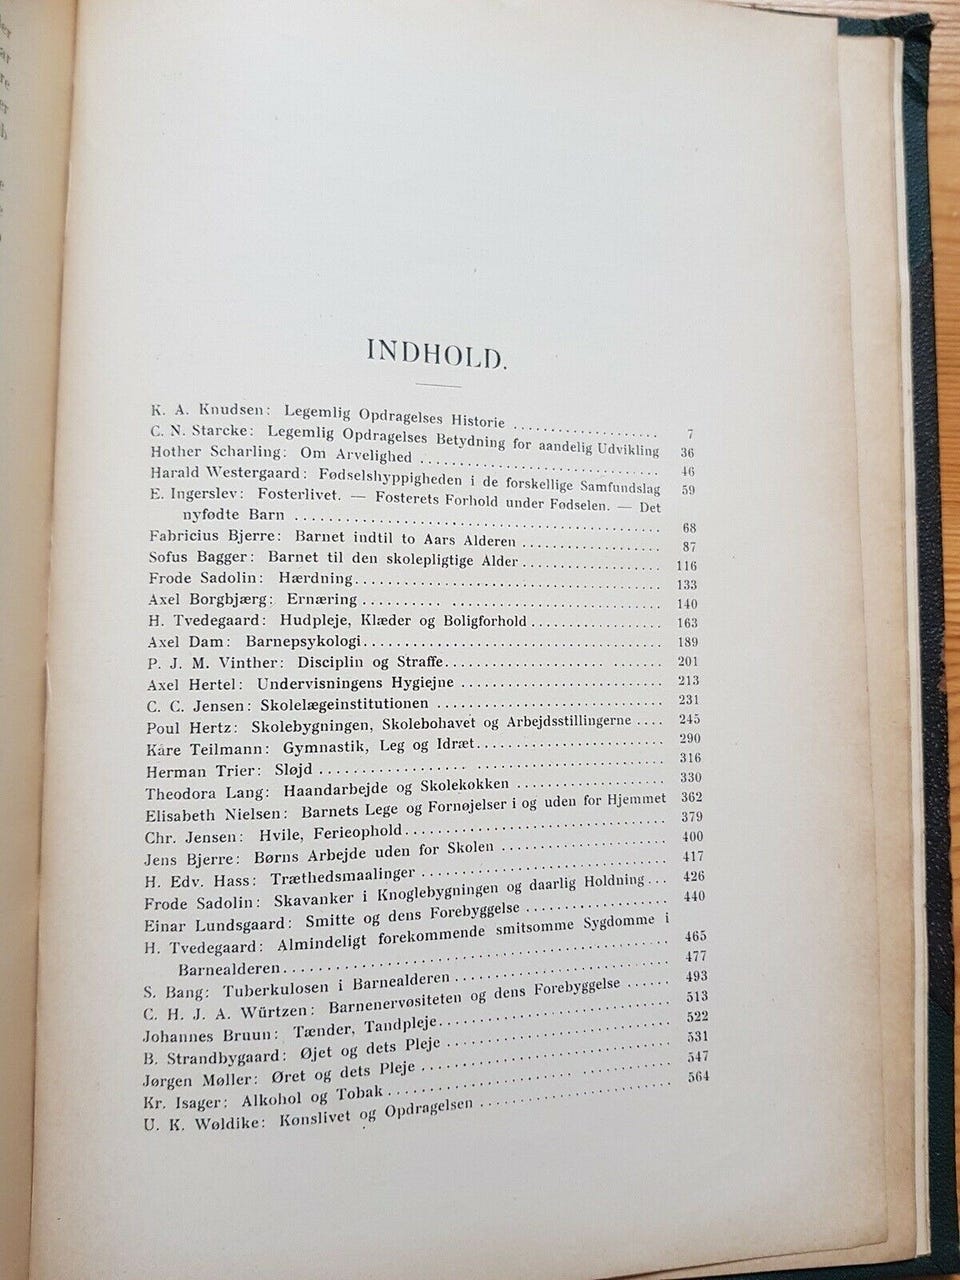 INDHOLD.
K. A. Knudsen: Legemlig Opdragelses Historie .................... 7
C. N. Starcke: Legemlig Opdragelses Betydning for aandelig Udvikling 36
Hother Scharling: Om Arvelighed .................... 46
Harald Westergaard: Fødselshyppigheden i de forskellige Samfundslag 59
E. Ingerslev: Fosterlivet. — Fosterets Forhold under Fødselen. — Det
nyfødte Barn .................... 68
Fabricius Bjerre: Barnet indtil to Aars Alderen .................... 87
Sofus Bagger: Barnet til den skolepligtige Alder .................... 116
Frode Sadolin: Hærdning .................... 133
Axel Borgbjærg: Ernæring .................... 140
H. Tvedegaard: Hudpleje, Klæder og Boligforhold .................... 163
Axel Dam: Barnepsykologi .................... 189
P. J. M. Vinther: Disciplin og Straffe .................... 201
Axel Hertel: Undervisningens Hygiejne .................... 213
C. C. Jensen: Skolelægeinstitutionen .................... 231
Poul Hertz: Skolebygningen, Skolebohavet og Arbejdsstillingerne .... 245
Kåre Teilmann: Gymnastik, Leg og Idræt .................... 290
Herman Trier: Sløjd .................... 316
Theodora Lang: Haandarbejde og Skolekøkken .................... 330
Elisabeth Nielsen: Barnets Lege og Fornøjelser i og uden for Hjemmet 362
Chr. Jensen: Hvile, Ferieophold .................... 379
Jens Bjerre: Børns Arbejde uden for Skolen .................... 400
H. Edv. Hass: Træthedsmaalinger .................... 417
Frode Sadolin: Skavanker i Knoglebygningen og daarlig Holdning ... 426
Einar Lundsgaard: Smitte og dens Forebyggelse .................... 440
H. Tvedegaard: Almindeligt forekommende smitsomme Sygdomme i
Barnealderen .................... 465
S. Bang: Tuberkulosen i Barnealderen .................... 477
C. H. J. A. Würtzen: Barnenervøsiteten og dens Forebyggelse ...... 493
Johannes Bruun: Tænder, Tandpleje .................... 513
B. Strandbygaard: Øjet og dets Pleje .................... 522
Jørgen Møller: Øret og dets Pleje .................... 531
Kr. Isager: Alkohol og Tobak .................... 547
U. K. Wøldike: Kønslivet og Opdragelsen .................... 564